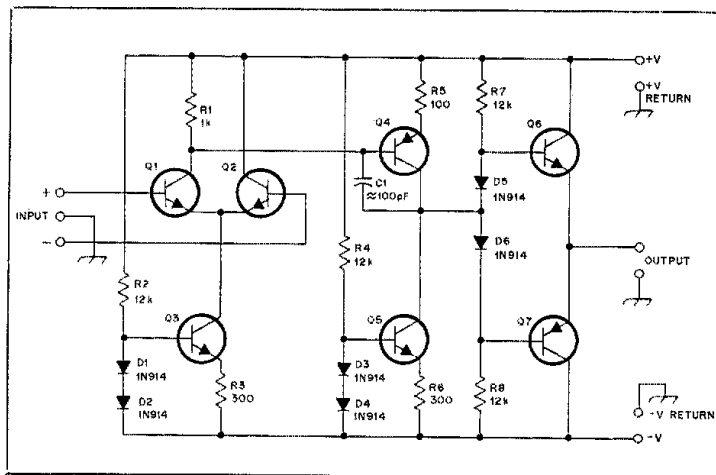 +V
+V
RETURN
R1
1k
R5
100
R7
12k
Q6
Q4
Q1
Q2
C1
≈100pF
D5
1N914
+
INPUT
−
D6
1N914
OUTPUT
R2
12k
R4
12k
Q3
Q5
Q7
D1
1N914
D2
1N914
R3
300
D3
1N914
D4
1N914
R6
300
R8
12k
-V RETURN
-V